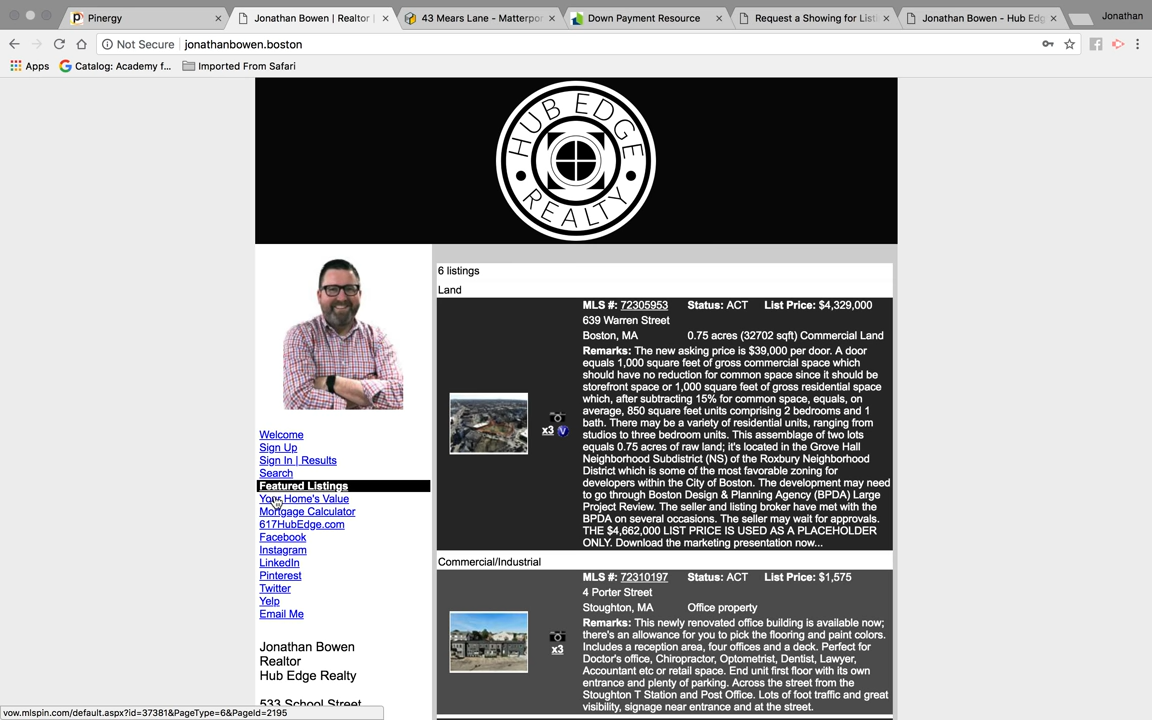 Pinergy
Jonathan Bowen | Realtor |
43 Mears Lane - Matterpor
Down Payment Resource
Request a Showing for Listi
Jonathan Bowen - Hub Edg
Jonathan
Not Secure
jonathanbowen.boston
Apps
Catalog: Academy f...
Imported From Safari
HUB EDGE
REALTY
Welcome
Sign Up
Sign In | Results
Search
Featured Listings
Your Home's Value
Mortgage Calculator
617HubEdge.com
Facebook
Instagram
LinkedIn
Pinterest
Twitter
Yelp
Email Me
Jonathan Bowen
Realtor
Hub Edge Realty
533 School Street
6 listings
Land
MLS #: 72305953 Status: ACT List Price: $4,329,000
639 Warren Street
Boston, MA 0.75 acres (32702 sqft) Commercial Land
Remarks: The new asking price is $39,000 per door. A door
equals 1,000 square feet of gross commercial space which
should have no reduction for common space since it should be
storefront space or 1,000 square feet of gross residential space
which, after subtracting 15% for common space, equals, on
average, 850 square feet units comprising 2 bedrooms and 1
bath. There may be a variety of residential units, ranging from
studios to three bedroom units. This assemblage of two lots
equals 0.75 acres of raw land; it's located in the Grove Hall
Neighborhood Subdistrict (NS) of the Roxbury Neighborhood
District which is some of the most favorable zoning for
developers within the City of Boston. The development may need
to go through Boston Design & Planning Agency (BPDA) Large
Project Review. The seller and listing broker have met with the
BPDA on several occasions. The seller may wait for approvals.
THE $4,662,000 LIST PRICE IS USED AS A PLACEHOLDER
ONLY. Download the marketing presentation now...
x3 V
Commercial/Industrial
MLS #: 72310197 Status: ACT List Price: $1,575
4 Porter Street
Stoughton, MA Office property
Remarks: This newly renovated office building is available now;
there's an allowance for you to pick the flooring and paint colors.
Includes a reception area, four offices and a deck. Perfect for
Doctor's office, Chiropractor, Optometrist, Dentist, Lawyer,
Accountant etc or retail space. End unit first floor with its own
entrance and plenty of parking. Across the street from the
Stoughton T Station and Post Office. Lots of foot traffic and great
visibility, signage near entrance and at the street.
x3
vow.mlspin.com/default.aspx?id=37381&PageType=6&PageId=2195